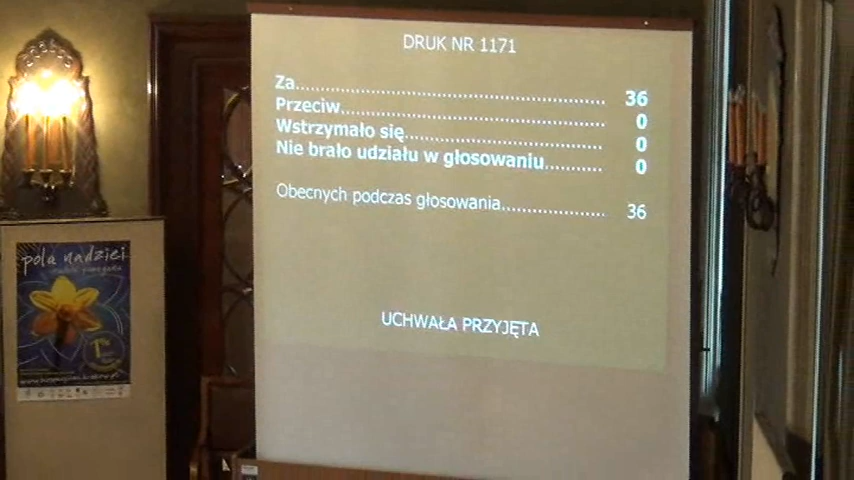 DRUK NR 1171
Za............................................................ 36
Przeciw.................................................... 0
Wstrzymało się........................................ 0
Nie brało udziału w głosowaniu........... 0
Obecnych podczas głosowania..................... 36
UCHWAŁA PRZYJĘTA
pola nadziei